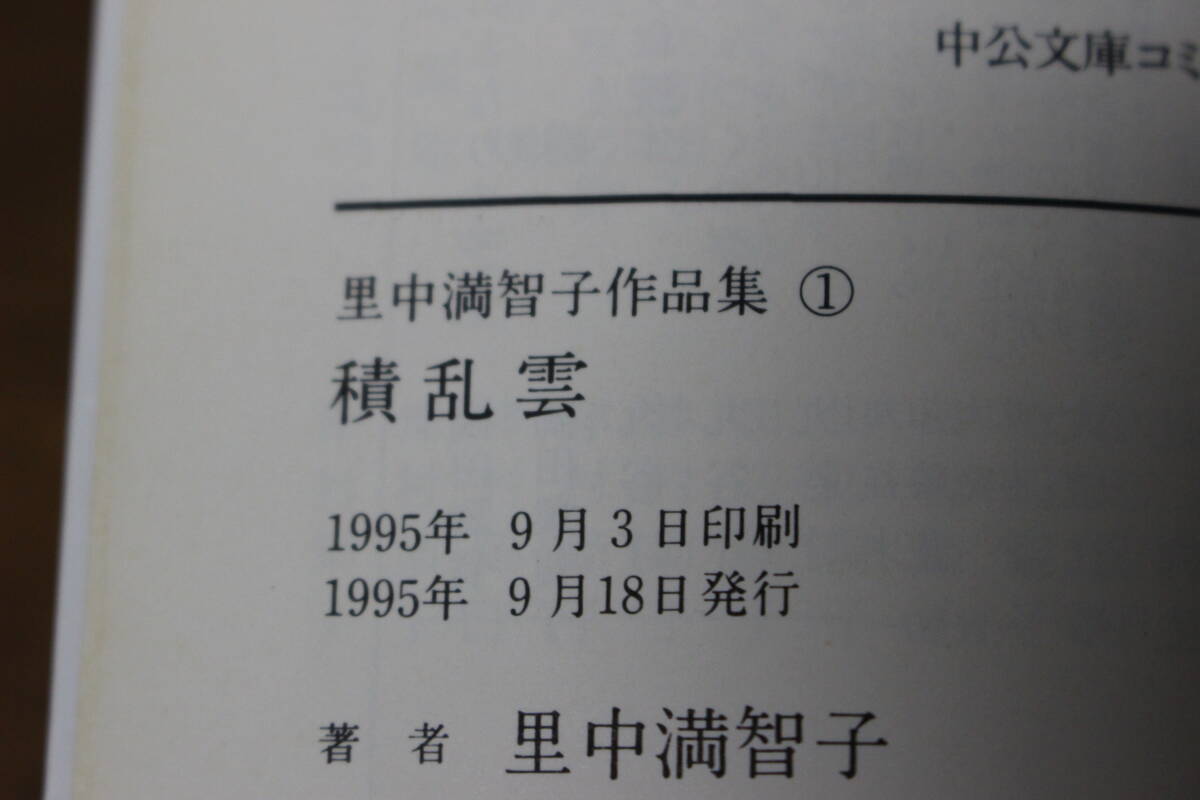 中公文庫コミ
里中満智子作品集 ①
積乱雲
1995年 9月3日印刷
1995年 9月18日発行
著者 里中満智子